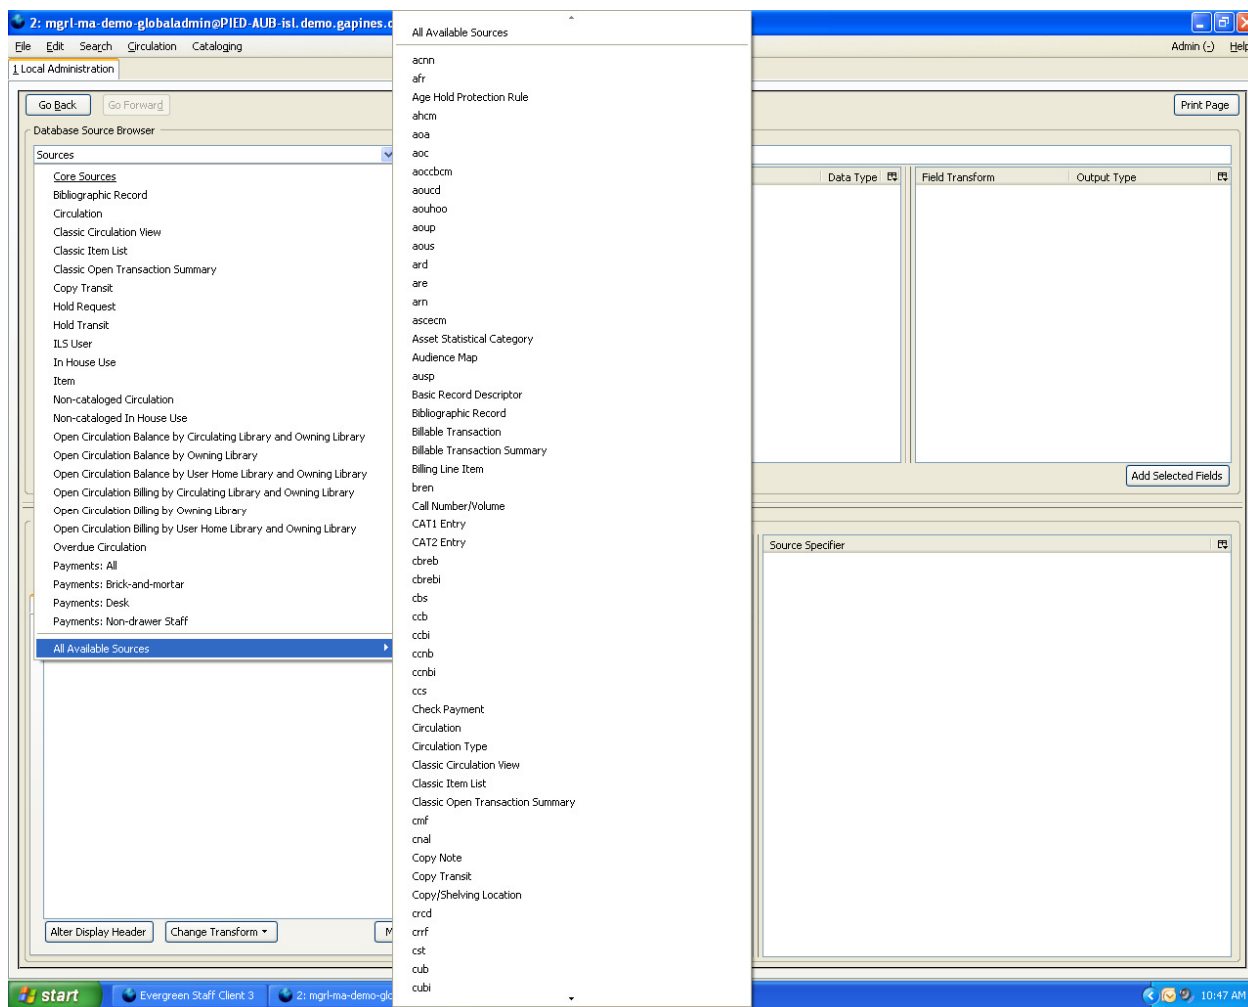 2: mgrl-ma-demo-globaladmin@PIED-AUB-isl.demo.gapines.
File Edit Search Circulation Cataloging
Admin (-) Help
1 Local Administration
Go Back Go Forward
Print Page
Database Source Browser
Sources
Core Sources
Bibliographic Record
Circulation
Classic Circulation View
Classic Item List
Classic Open Transaction Summary
Copy Transit
Hold Request
Hold Transit
ILS User
In House Use
Item
Non-cataloged Circulation
Non-cataloged In House Use
Open Circulation Balance by Circulating Library and Owning Library
Open Circulation Balance by Owning Library
Open Circulation Balance by User Home Library and Owning Library
Open Circulation Billing by Circulating Library and Owning Library
Open Circulation Billing by Owning Library
Open Circulation Billing by User Home Library and Owning Library
Overdue Circulation
Payments: All
Payments: Brick-and-mortar
Payments: Desk
Payments: Non-drawer Staff
All Available Sources
All Available Sources
acnn
afr
Age Hold Protection Rule
ahcm
aoa
aoc
aoccbcm
aoucd
aouhoo
aoup
aous
ard
are
arn
ascecm
Asset Statistical Category
Audience Map
ausp
Basic Record Descriptor
Bibliographic Record
Billable Transaction
Billable Transaction Summary
Billing Line Item
bren
Call Number/Volume
CAT1 Entry
CAT2 Entry
cbreb
cbrebi
cbs
ccb
ccbi
ccnb
ccnbi
ccs
Check Payment
Circulation
Circulation Type
Classic Circulation View
Classic Item List
Classic Open Transaction Summary
cmf
cnal
Copy Note
Copy Transit
Copy/Shelving Location
crcd
crrf
cst
cub
cubi
Data Type
Field Transform Output Type
Add Selected Fields
Source Specifier
Alter Display Header Change Transform M
start Evergreen Staff Client 3 2: mgrl-ma-demo-glo 10:47 AM